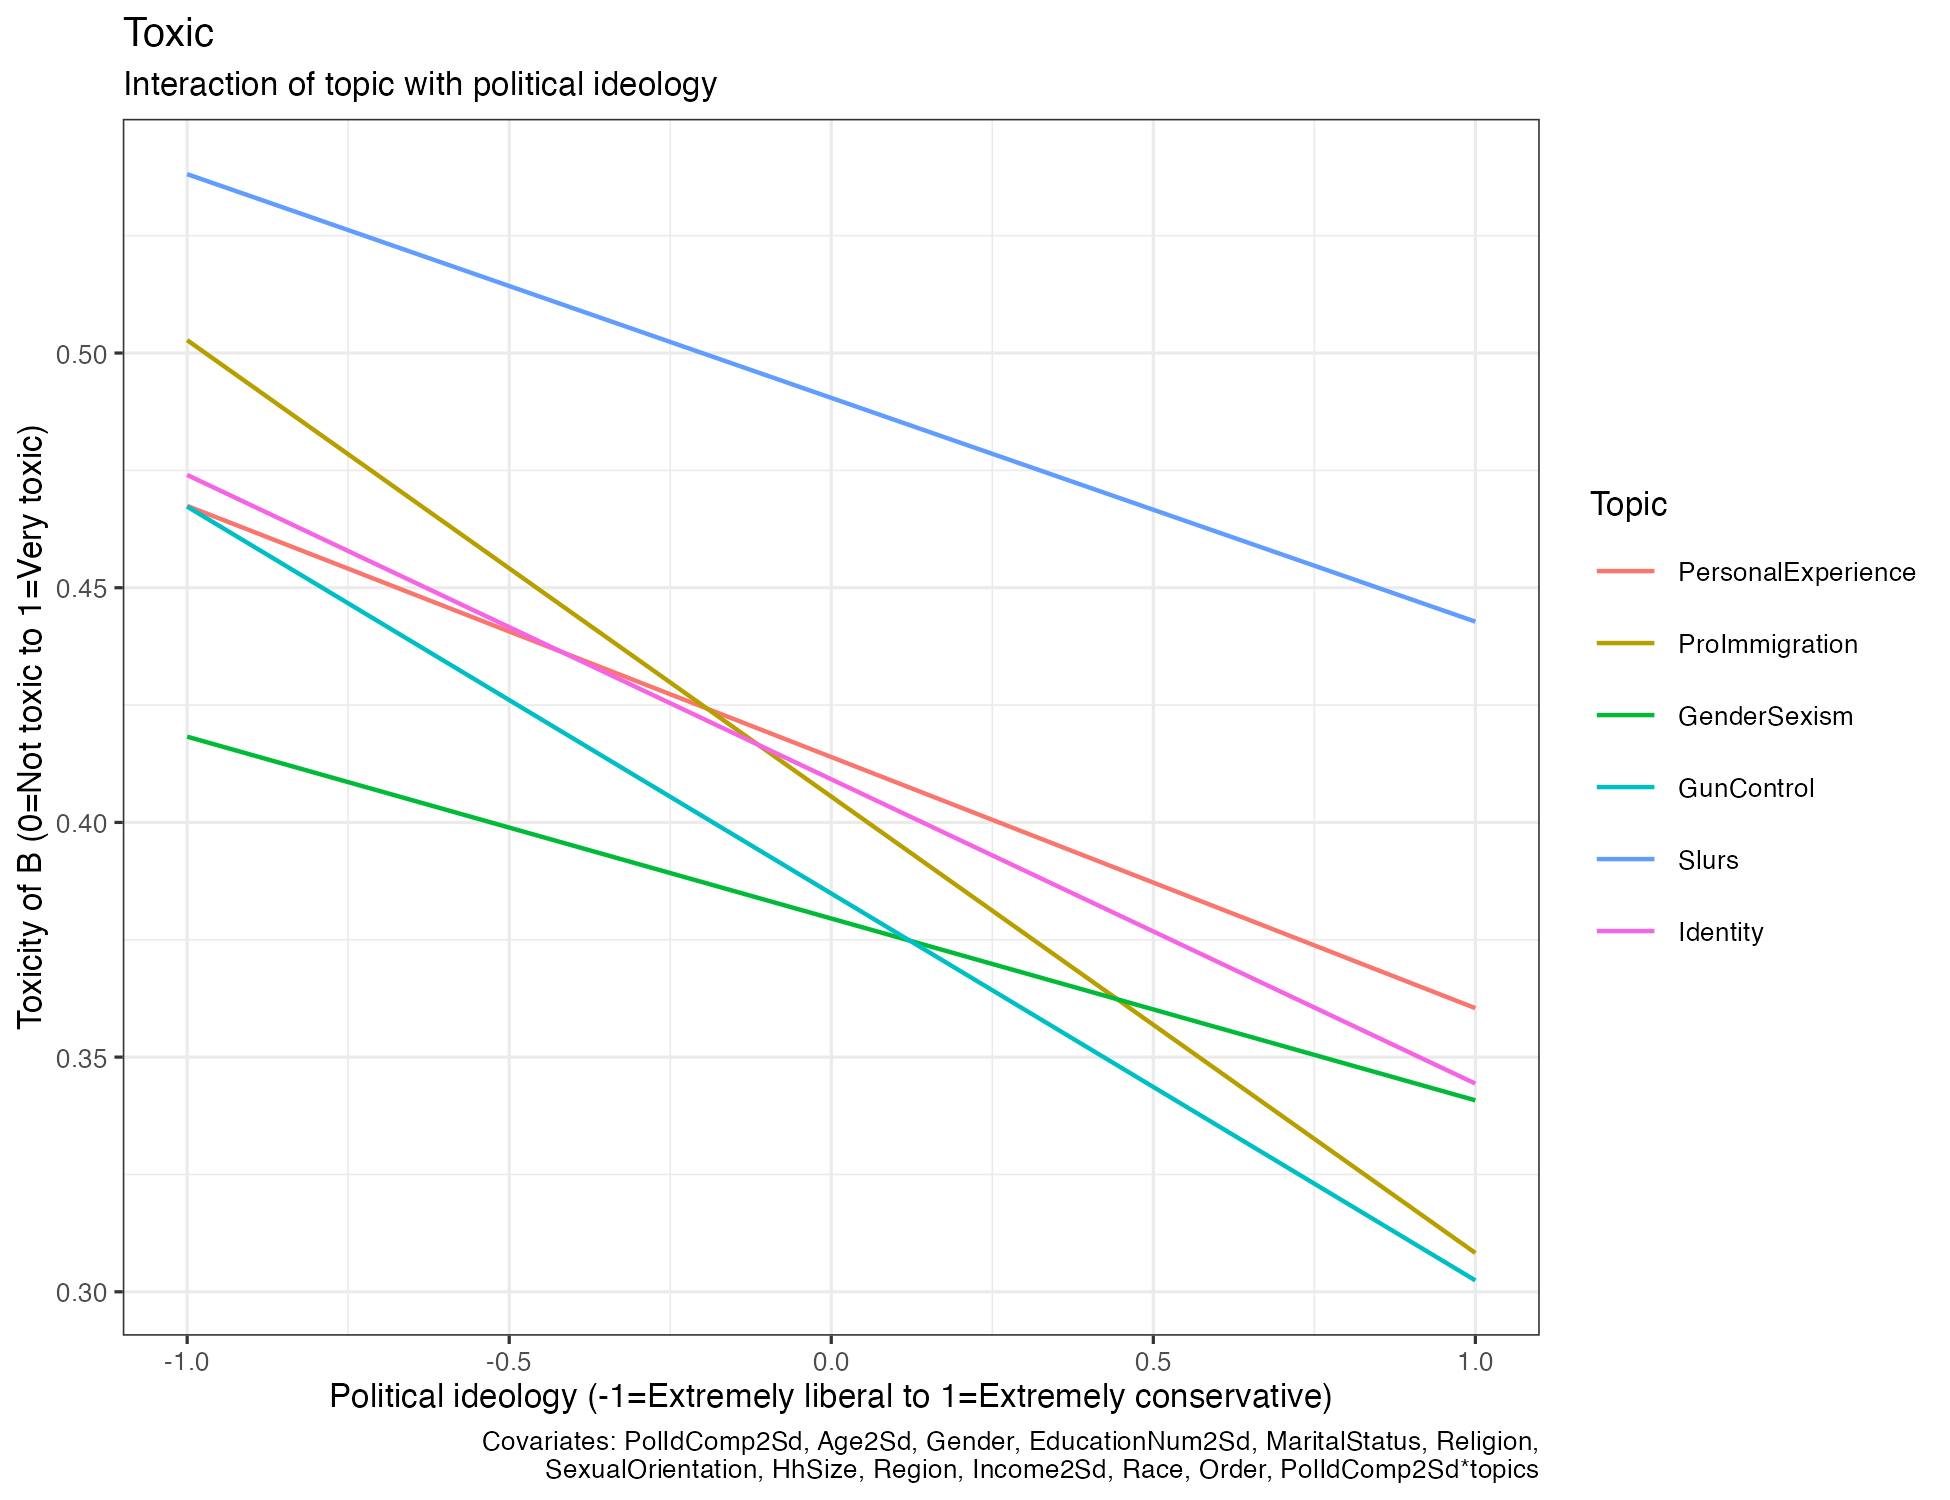 Toxic
Interaction of topic with political ideology
Toxicity of B (0=Not toxic to 1=Very toxic)
0.50
0.45
0.40
0.35
0.30
-1.0
-0.5
0.0
0.5
1.0
Political ideology (-1=Extremely liberal to 1=Extremely conservative)
Covariates: PolIdComp2Sd, Age2Sd, Gender, EducationNum2Sd, MaritalStatus, Religion,
SexualOrientation, HhSize, Region, Income2Sd, Race, Order, PolIdComp2Sd*topics
Topic
PersonalExperience
ProImmigration
GenderSexism
GunControl
Slurs
Identity